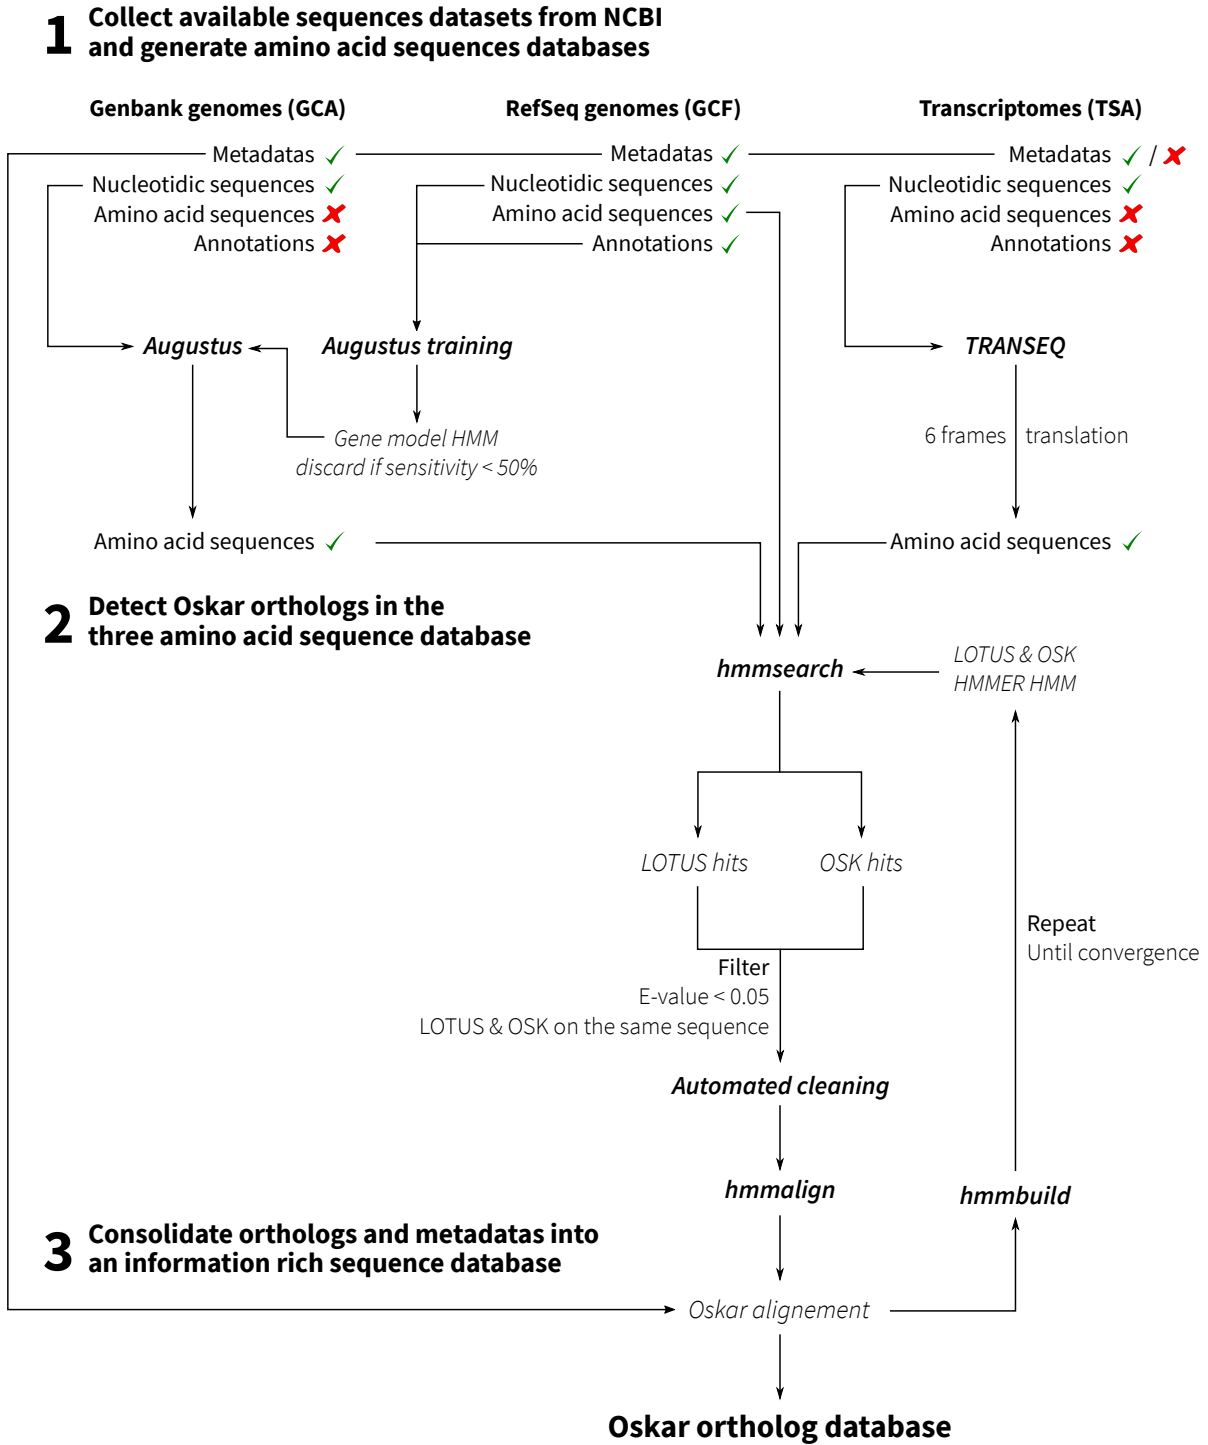 1
Collect available sequences datasets from NCBI
and generate amino acid sequences databases
Genbank genomes (GCA)
RefSeq genomes (GCF)
Transcriptomes (TSA)
Metadatas ✓
Metadatas ✓
Metadatas ✓ / ✗
Nucleotidic sequences ✓
Nucleotidic sequences ✓
Nucleotidic sequences ✓
Amino acid sequences ✗
Amino acid sequences ✓
Amino acid sequences ✗
Annotations ✗
Annotations ✓
Annotations ✗
Augustus
Augustus training
TRANSEQ
Gene model HMM
discard if sensitivity < 50%
6 frames translation
Amino acid sequences ✓
Amino acid sequences ✓
2
Detect Oskar orthologs in the
three amino acid sequence database
hmmsearch
LOTUS & OSK
HMMER HMM
LOTUS hits
OSK hits
Repeat
Until convergence
Filter
E-value < 0.05
LOTUS & OSK on the same sequence
Automated cleaning
hmmalign
hmmbuild
3
Consolidate orthologs and metadatas into
an information rich sequence database
Oskar alignement
Oskar ortholog database